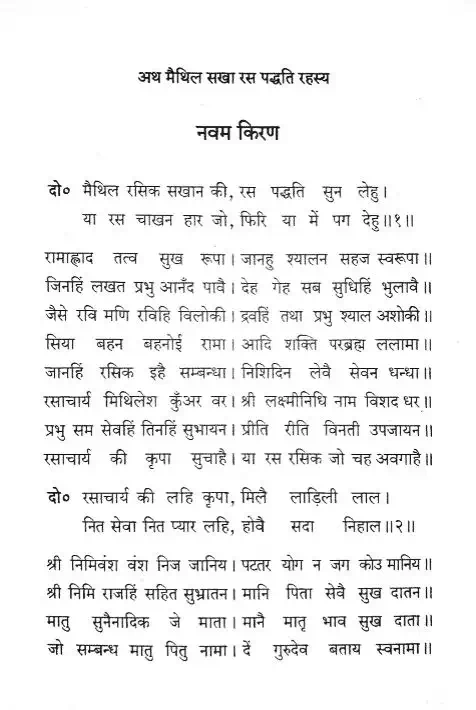 अथ मैथिल सखा रस पद्धति रहस्य
नवम किरण
दो० मैथिल रसिक सखान की, रस पद्धति सुन लेहु।
या रस चाखन हार जो, फिरि या में पग देहु॥१॥
रामाह्लाद तत्व सुख रूपा। जानहु श्यालन सहज स्वरूपा॥
जिनहिं लखत प्रभु आनँद पावै। देह गेह सब सुधिहिं भुलावै॥
जैसे रवि मणि रविहि विलोकी। द्रवहिं तथा प्रभु श्याल अशोकी॥
सिया बहन बहनोई रामा। आदि शक्ति परब्रह्म ललामा॥
जानहिं रसिक इहै सम्बन्धा। निशिदिन लेवै सेवन धन्धा॥
रसाचार्य मिथिलेश कुँअर वर। श्री लक्ष्मीनिधि नाम विशद धर॥
प्रभु सम सेवहिं तिनहिं सुभायन। प्रीति रीति विनती उपजायन॥
रसाचार्य की कृपा सुचाहै। या रस रसिक जो चह अवगाहै॥
दो० रसाचार्य की लहि कृपा, मिलै लाड़िली लाल।
नित सेवा नित प्यार लहि, होवै सदा निहाल॥२॥
श्री निमिवंश वंश निज जानिय। पटतर योग न जग कोउ मानिय॥
श्री निमि राजहिं सहित सुभ्रातन। मानि पिता सेवै सुख दातन॥
मातु सुनैनादिक जे माता। मानै मातृ भाव सुख दाता॥
जो सम्बन्ध मातु पितु नामा। दें गुरुदेव बताय स्वनामा॥